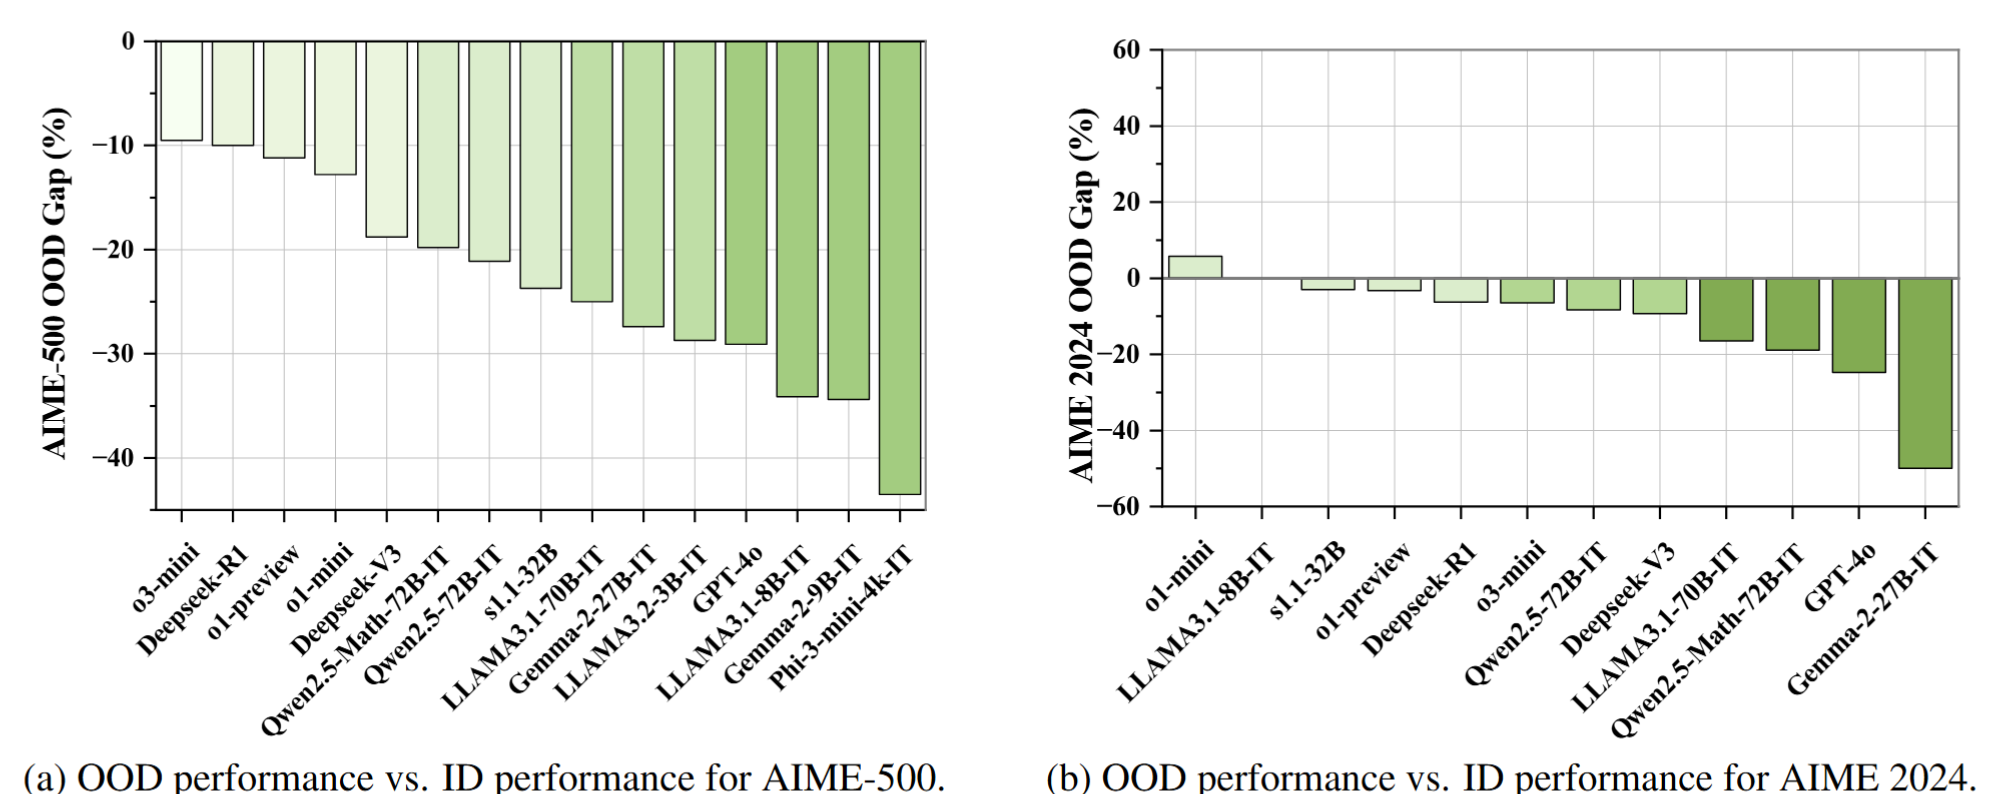 AIME-500 OOD Gap (%)
0
−10
−20
−30
−40
o3-mini
Deepseek-R1
o1-preview
o1-mini
Deepseek-V3
Qwen2.5-Math-72B-IT
Qwen2.5-72B-IT
s1.1-32B
LLAMA3.1-70B-IT
Gemma-2-27B-IT
LLAMA3.2-3B-IT
GPT-4o
LLAMA3.1-8B-IT
Gemma-2-9B-IT
Phi-3-mini-4k-IT
(a) OOD performance vs. ID performance for AIME-500.
AIME 2024 OOD Gap (%)
60
40
20
0
−20
−40
−60
o1-mini
LLAMA3.1-8B-IT
s1.1-32B
o1-preview
Deepseek-R1
o3-mini
Qwen2.5-72B-IT
Deepseek-V3
LLAMA3.1-70B-IT
Qwen2.5-Math-72B-IT
GPT-4o
Gemma-2-27B-IT
(b) OOD performance vs. ID performance for AIME 2024.